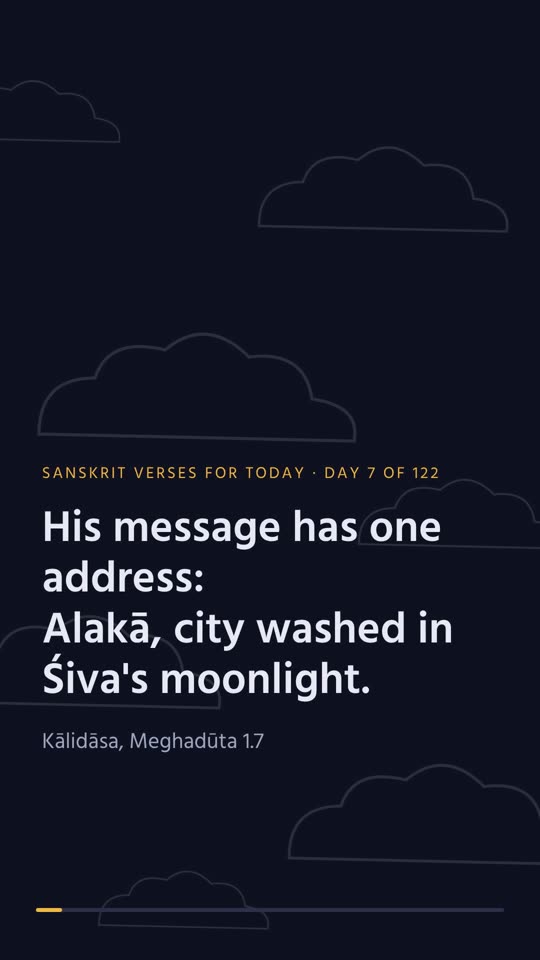 SANSKRIT VERSES FOR TODAY · DAY 7 OF 122
His message has one
address:
Alakā, city washed in
Śiva's moonlight.
Kālidāsa, Meghadūta 1.7